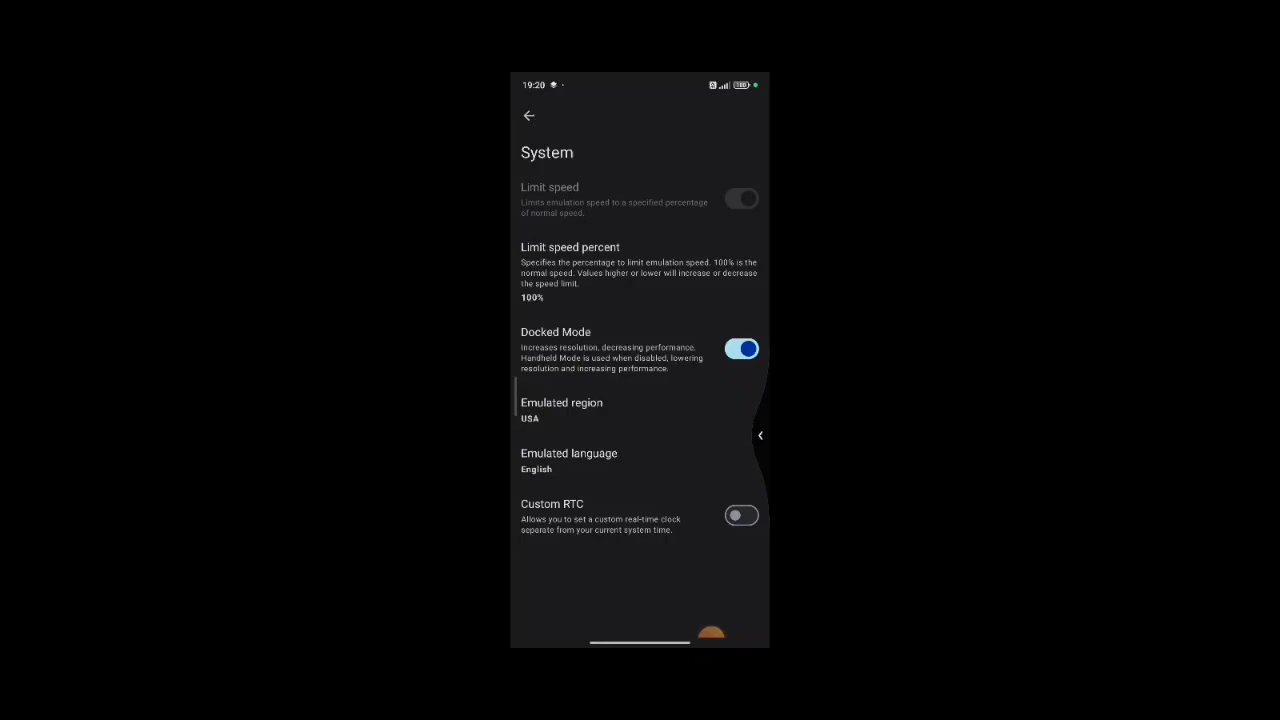 19:20
System
Limit speed
Limits emulation speed to a specified percentage
of normal speed.
Limit speed percent
Specifies the percentage to limit emulation speed. 100% is the
normal speed. Values higher or lower will increase or decrease
the speed limit.
100%
Docked Mode
Increases resolution, decreasing performance.
Handheld Mode is used when disabled, lowering
resolution and increasing performance.
Emulated region
USA
Emulated language
English
Custom RTC
Allows you to set a custom real-time clock
separate from your current system time.